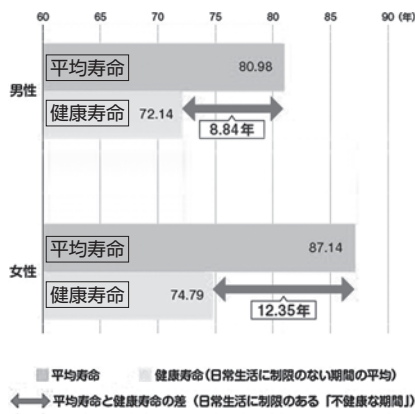 60 65 70 75 80 85 90 (年)
男性
平均寿命 80.98
健康寿命 72.14
8.84年
女性
平均寿命 87.14
健康寿命 74.79
12.35年
平均寿命 健康寿命(日常生活に制限のない期間の平均)
平均寿命と健康寿命の差(日常生活に制限のある「不健康な期間」)